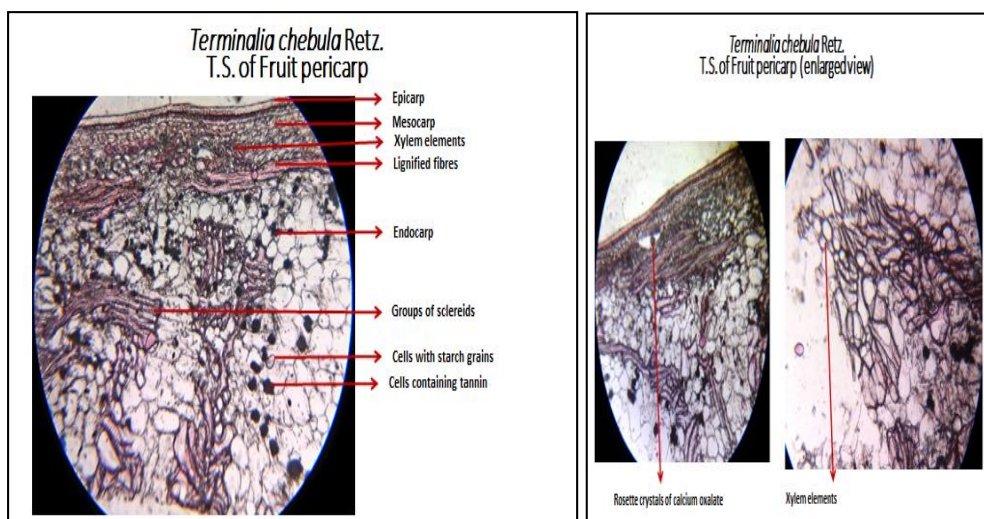 Terminalia chebula Retz.
T.S. of Fruit pericarp
Epicarp
Mesocarp
Xylem elements
Lignified fibres
Endocarp
Groups of sclereids
Cells with starch grains
Cells containing tannin
Terminalia chebula Retz.
T.S. of Fruit pericarp (enlarged view)
Rosette crystals of calcium oxalate
Xylem elements